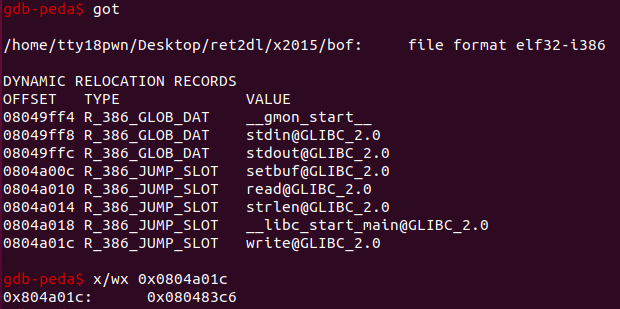 gdb-peda$ got
/home/tty18pwn/Desktop/ret2dl/x2015/bof:     file format elf32-i386
DYNAMIC RELOCATION RECORDS
OFFSET   TYPE              VALUE
08049ff4 R_386_GLOB_DAT    __gmon_start__
08049ff8 R_386_GLOB_DAT    stdin@GLIBC_2.0
08049ffc R_386_GLOB_DAT    stdout@GLIBC_2.0
0804a00c R_386_JUMP_SLOT   setbuf@GLIBC_2.0
0804a010 R_386_JUMP_SLOT   read@GLIBC_2.0
0804a014 R_386_JUMP_SLOT   strlen@GLIBC_2.0
0804a018 R_386_JUMP_SLOT   __libc_start_main@GLIBC_2.0
0804a01c R_386_JUMP_SLOT   write@GLIBC_2.0
gdb-peda$ x/wx 0x0804a01c
0x804a01c:      0x080483c6